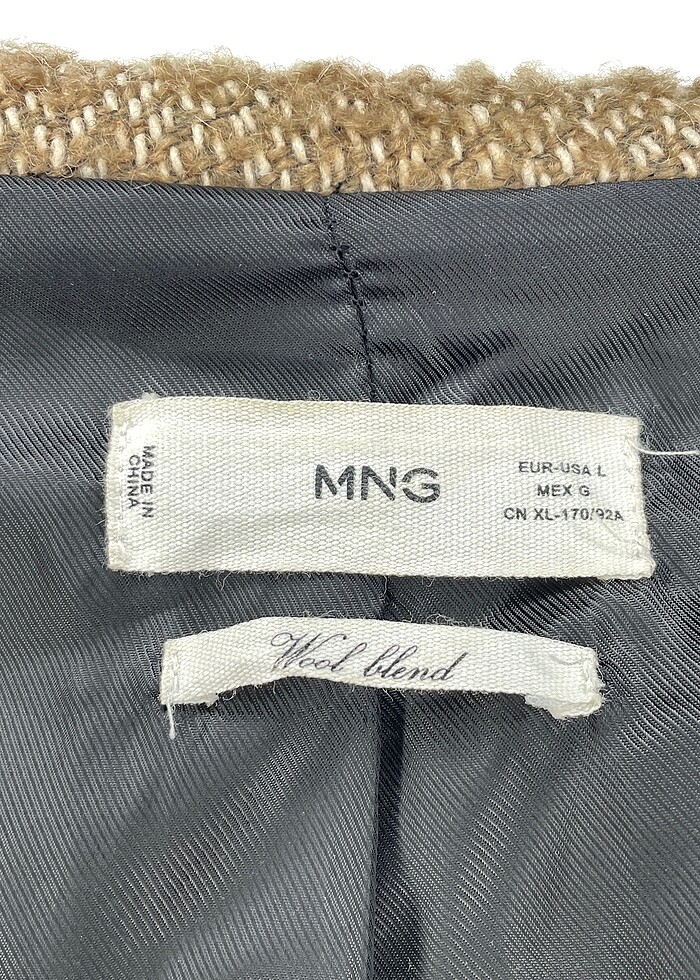 MADE IN
CHINA
MNG
EUR-USA L
MEX G
CN XL-170/92A
Wool blend